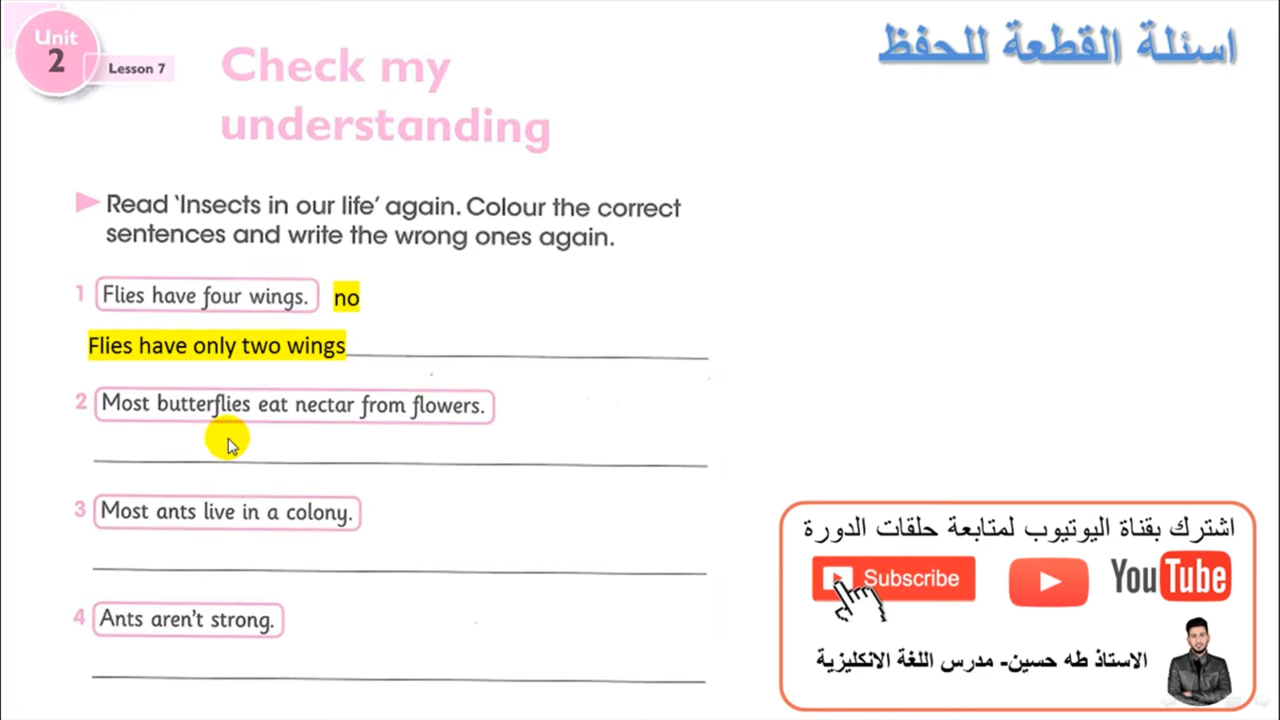 Unit
2
Lesson 7
اسئلة القطعة للحفظ
Check my
understanding
Read 'Insects in our life' again. Colour the correct
sentences and write the wrong ones again.
1 Flies have four wings. no
Flies have only two wings
2 Most butterflies eat nectar from flowers.
3 Most ants live in a colony.
4 Ants aren't strong.
اشترك بقناة اليوتيوب لمتابعة حلقات الدورة
Subscribe
YouTube
الاستاذ طه حسين- مدرس اللغة الانكليزية